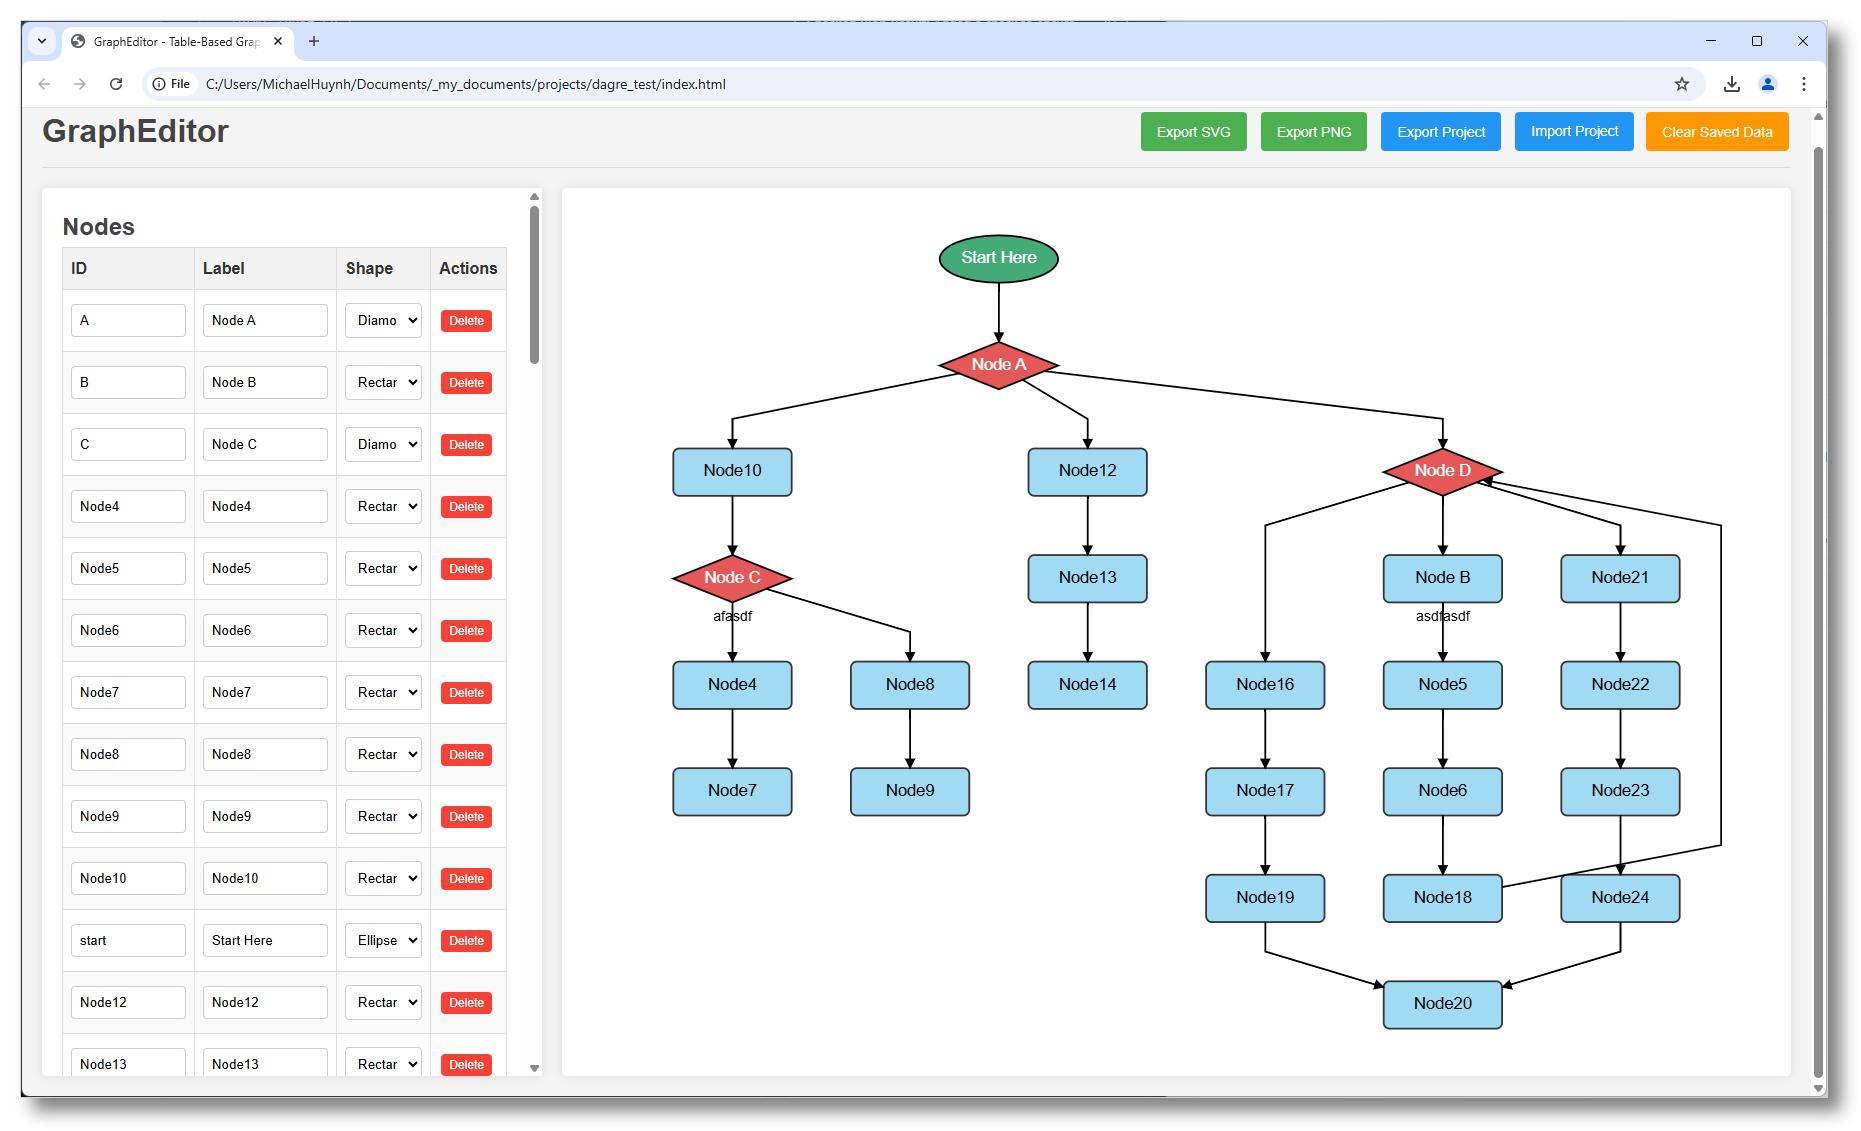 GraphEditor - Table-Based Grap
File C:/Users/MichaelHuynh/Documents/_my_documents/projects/dagre_test/index.html
GraphEditor
Export SVG Export PNG Export Project Import Project Clear Saved Data
Nodes
ID Label Shape Actions
A Node A Diamo Delete
B Node B Rectar Delete
C Node C Diamo Delete
Node4 Node4 Rectar Delete
Node5 Node5 Rectar Delete
Node6 Node6 Rectar Delete
Node7 Node7 Rectar Delete
Node8 Node8 Rectar Delete
Node9 Node9 Rectar Delete
Node10 Node10 Rectar Delete
start Start Here Ellipse Delete
Node12 Node12 Rectar Delete
Node13 Node13 Rectar Delete
Start Here
Node A
Node10 Node12 Node D
Node C Node13 Node B Node21
afasdf asdfasdf
Node4 Node8 Node14 Node16 Node5 Node22
Node7 Node9 Node17 Node6 Node23
Node19 Node18 Node24
Node20